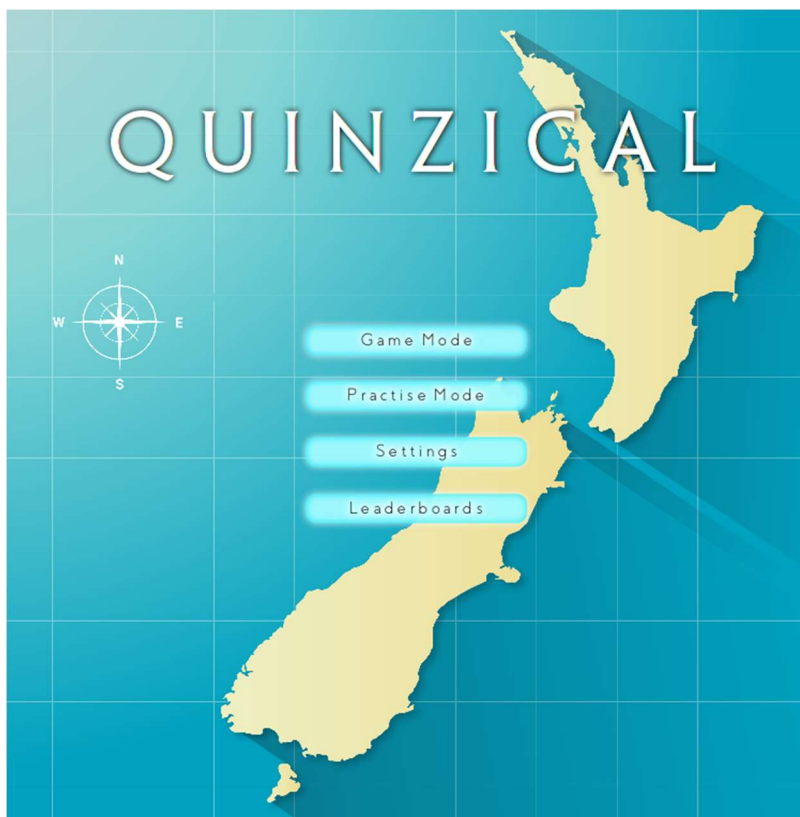 QUINZICAL
N
W E
S
Game Mode
Practise Mode
Settings
Leaderboards